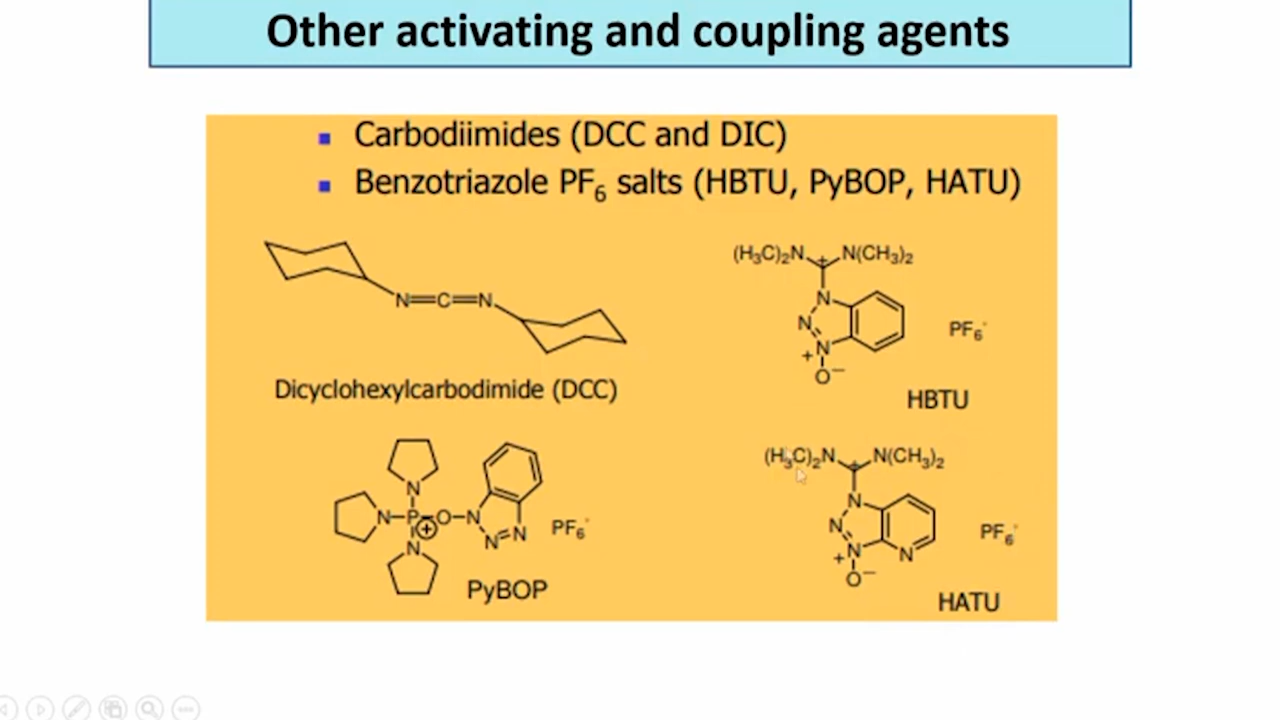 Other activating and coupling agents
Carbodiimides (DCC and DIC)
Benzotriazole PF6 salts (HBTU, PyBOP, HATU)
(H3C)2N + N(CH3)2
N=C=N
N
N
N
+
O−
PF6-
Dicyclohexylcarbodimide (DCC)
HBTU
(H3C)2N + N(CH3)2
N
N
N-P-O-N
+
N=N
N
PF6-
N
N
N
+
O−
N
PF6-
PyBOP
HATU